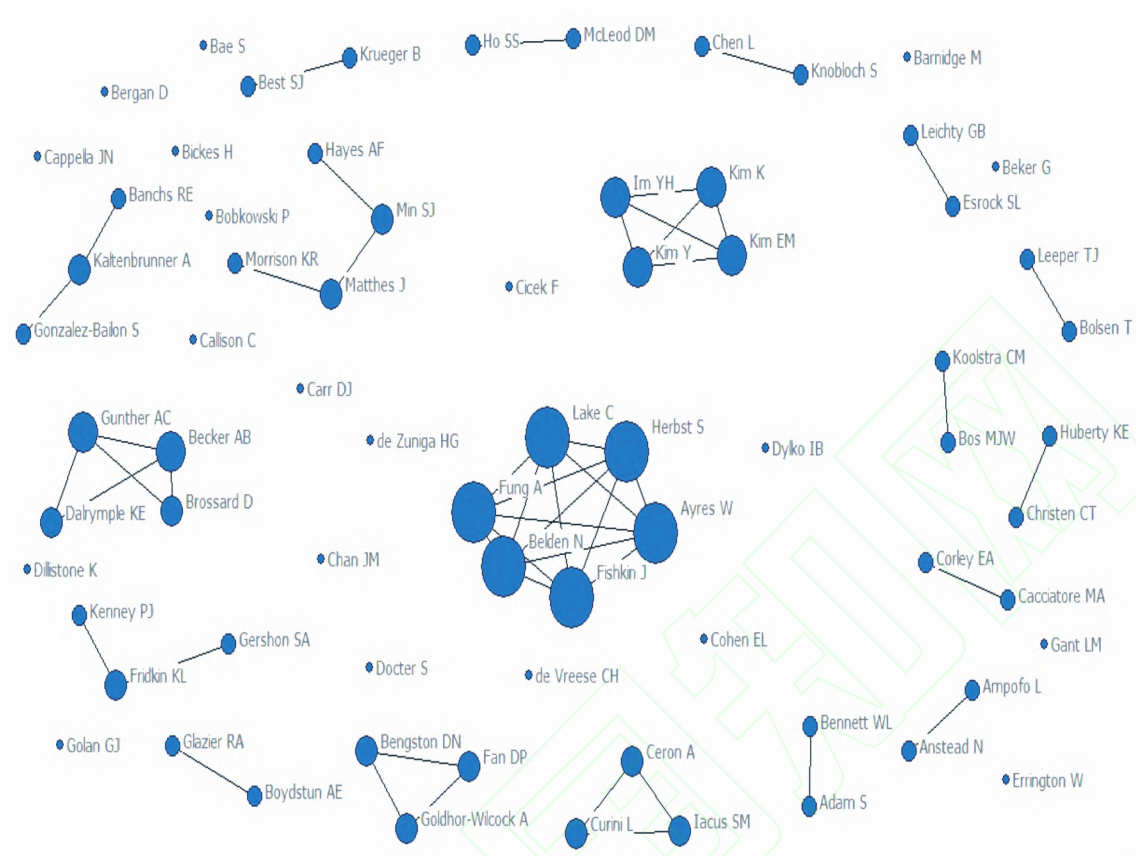 Bae S
Krueger B
Ho SS
McLeod DM
Chen L
Knobloch S
Barnidge M
Best SJ
Bergan D
Cappella JN
Bickes H
Hayes AF
Leichty GB
Beker G
Im YH
Kim K
Banchs RE
Bobkowski P
Min SJ
Esrock SL
Kaltenbrunner A
Morrison KR
Matthes J
Kim Y
Kim EM
Leeper TJ
Cicek F
Gonzalez-Bailon S
Callison C
Bolsen T
Koolstra CM
Carr DJ
Gunther AC
Becker AB
de Zuniga HG
Lake C
Herbst S
Dylko IB
Bos MJW
Huberty KE
Fung A
Dalrymple KE
Brossard D
Ayres W
Christen CT
Belden N
Fishkin J
Dillistone K
Chan JM
Corley EA
Cacciatore MA
Kenney PJ
Gershon SA
Cohen EL
Gant LM
Fridkin KL
Docter S
de Vreese CH
Ampofo L
Golan GJ
Glazier RA
Bengston DN
Fan DP
Ceron A
Bennett WL
Anstead N
Errington W
Boydstun AE
Goldhor-Wilcock A
Curini L
Iacus SM
Adam S